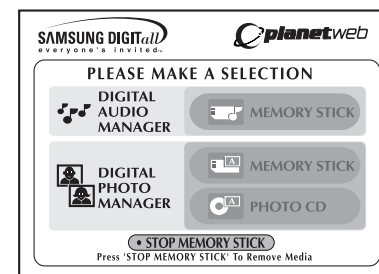 SAMSUNG DIGITall
everyone's invited™
planetweb
PLEASE MAKE A SELECTION
DIGITAL
AUDIO
MANAGER
MEMORY STICK
DIGITAL
PHOTO
MANAGER
A MEMORY STICK
A PHOTO CD
• STOP MEMORY STICK
Press 'STOP MEMORY STICK' To Remove Media